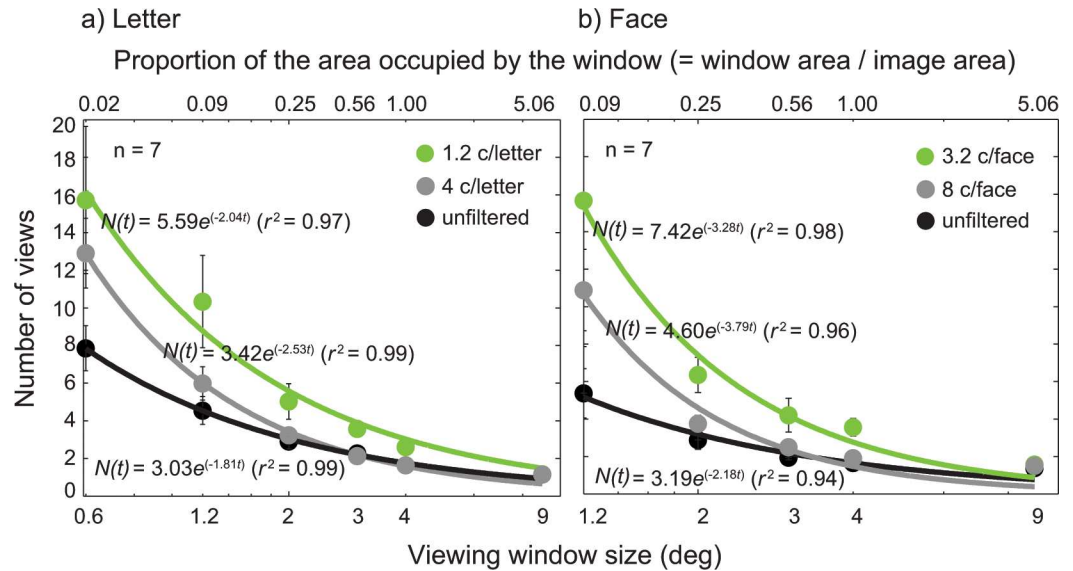 a) Letter
b) Face
Proportion of the area occupied by the window (= window area / image area)
0.02 0.09 0.25 0.56 1.00 5.06
0.09 0.25 0.56 1.00 5.06
Number of views
20
18
16
14
12
10
8
6
4
2
0
n = 7
1.2 c/letter
4 c/letter
unfiltered
N(t) = 5.59e^(-2.04t) (r² = 0.97)
N(t) = 3.42e^(-2.53t) (r² = 0.99)
N(t) = 3.03e^(-1.81t) (r² = 0.99)
0.6 1.2 2 3 4 9
n = 7
3.2 c/face
8 c/face
unfiltered
N(t) = 7.42e^(-3.28t) (r² = 0.98)
N(t) = 4.60e^(-3.79t) (r² = 0.96)
N(t) = 3.19e^(-2.18t) (r² = 0.94)
1.2 2 3 4 9
Viewing window size (deg)